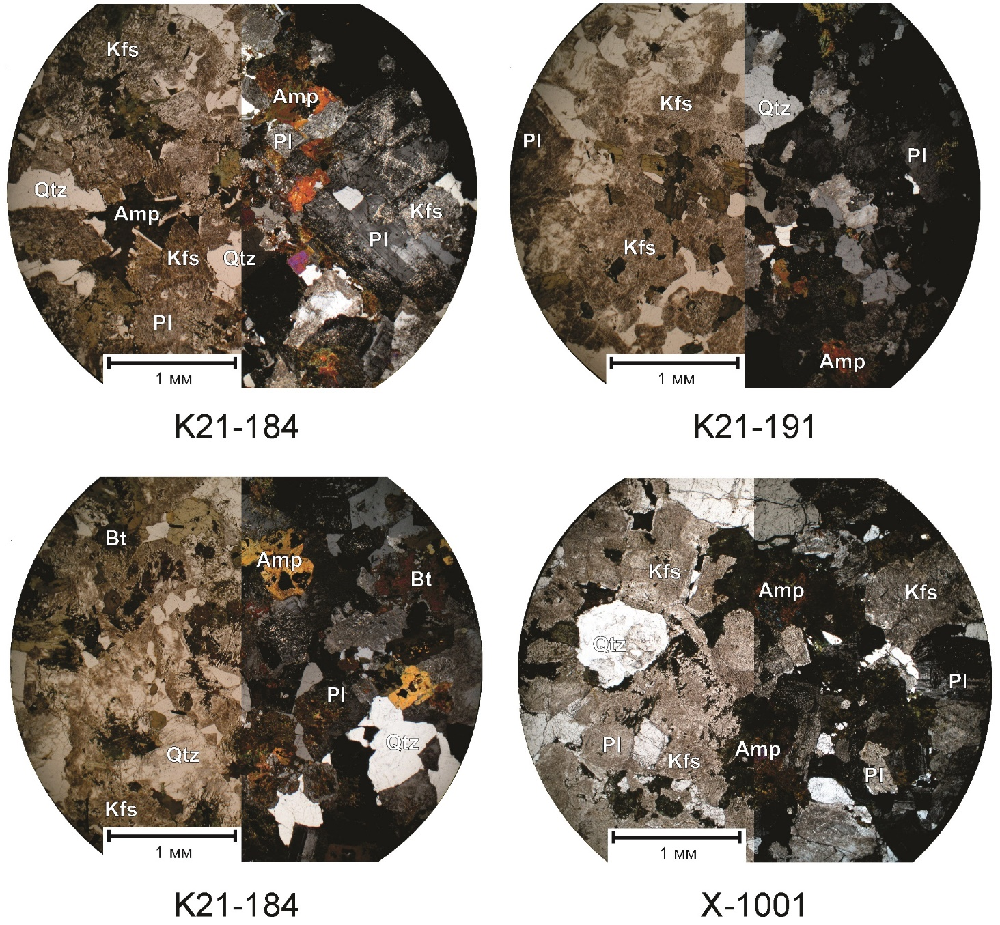 Kfs
Amp
Pl
Qtz
Amp
Kfs
Pl
Kfs
Qtz
Pl
1 мм
K21-184
Kfs
Qtz
Pl
Pl
Kfs
Amp
1 мм
K21-191
Bt
Amp
Bt
Pl
Qtz
Qtz
Kfs
1 мм
K21-184
Kfs
Amp
Kfs
Qtz
Pl
Pl
Kfs
Amp
Pl
1 мм
X-1001